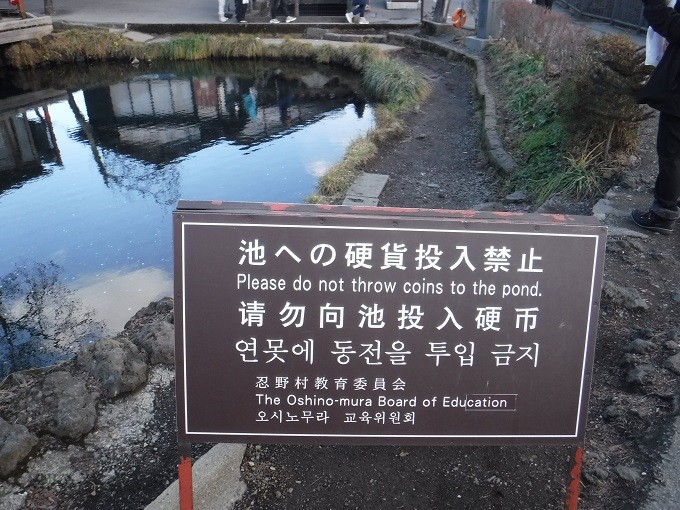 池への硬貨投入禁止
Please do not throw coins to the pond.
请勿向池投入硬币
연못에 동전을 투입 금지
忍野村教育委員会
The Oshino-mura Board of Education
오시노무라 교육위원회